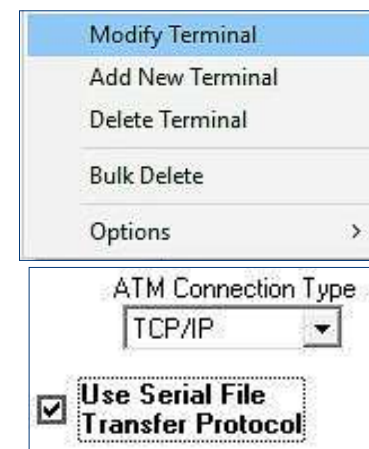 Modify Terminal
Add New Terminal
Delete Terminal
Bulk Delete
Options
ATM Connection Type
TCP/IP
Use Serial File
Transfer Protocol